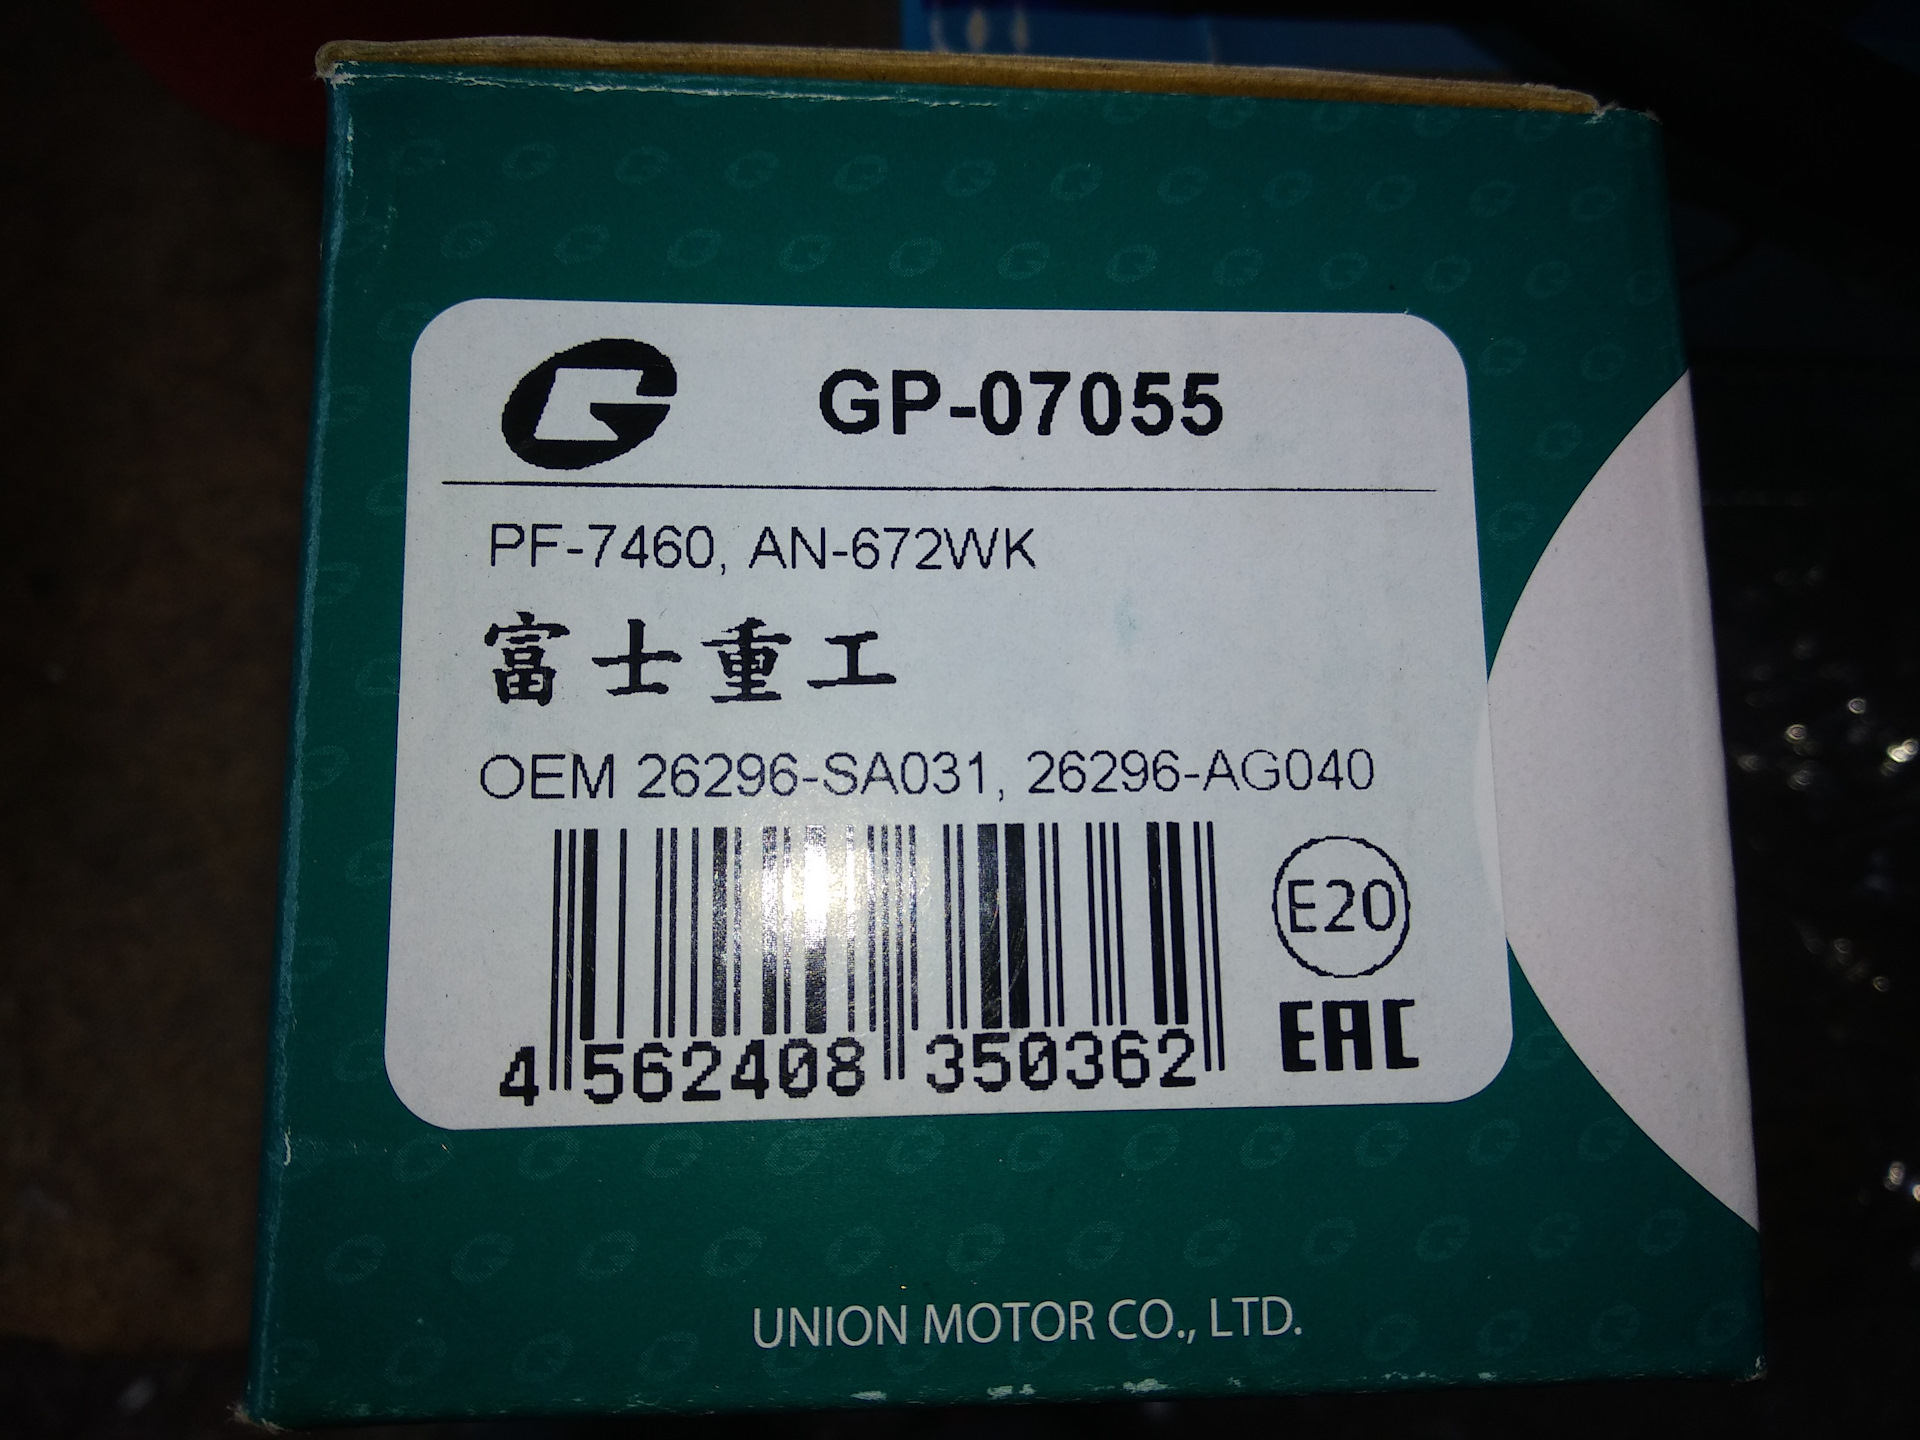 G GP-07055
PF-7460, AN-672WK
富士重工
OEM 26296-SA031, 26296-AG040
E20
EAC
4 562408 350362
UNION MOTOR CO., LTD.